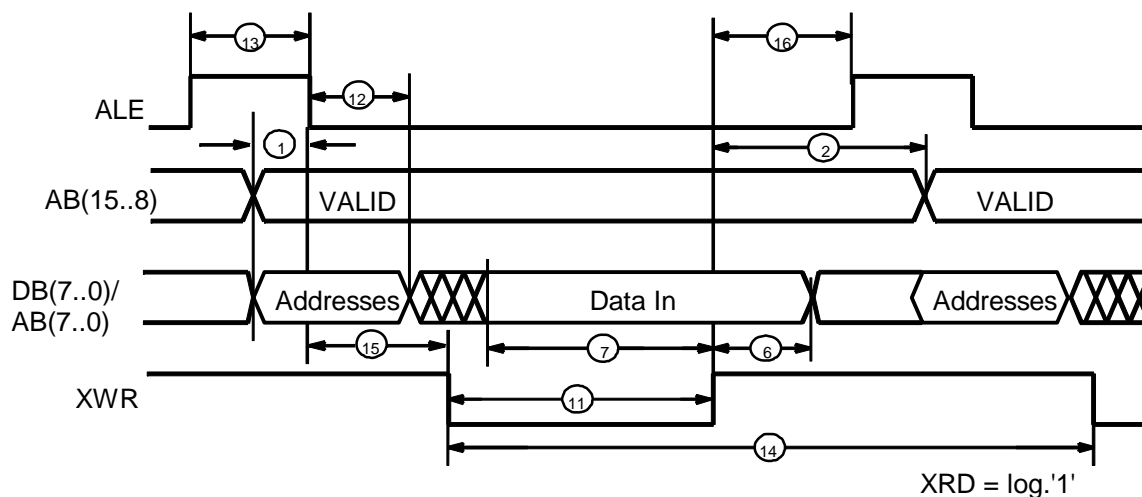 13
16
12
ALE
1
2
AB(15..8)
VALID
VALID
DB(7..0)/
AB(7..0)
Addresses
Data In
Addresses
15
7
6
XWR
11
14
XRD = log.'1'